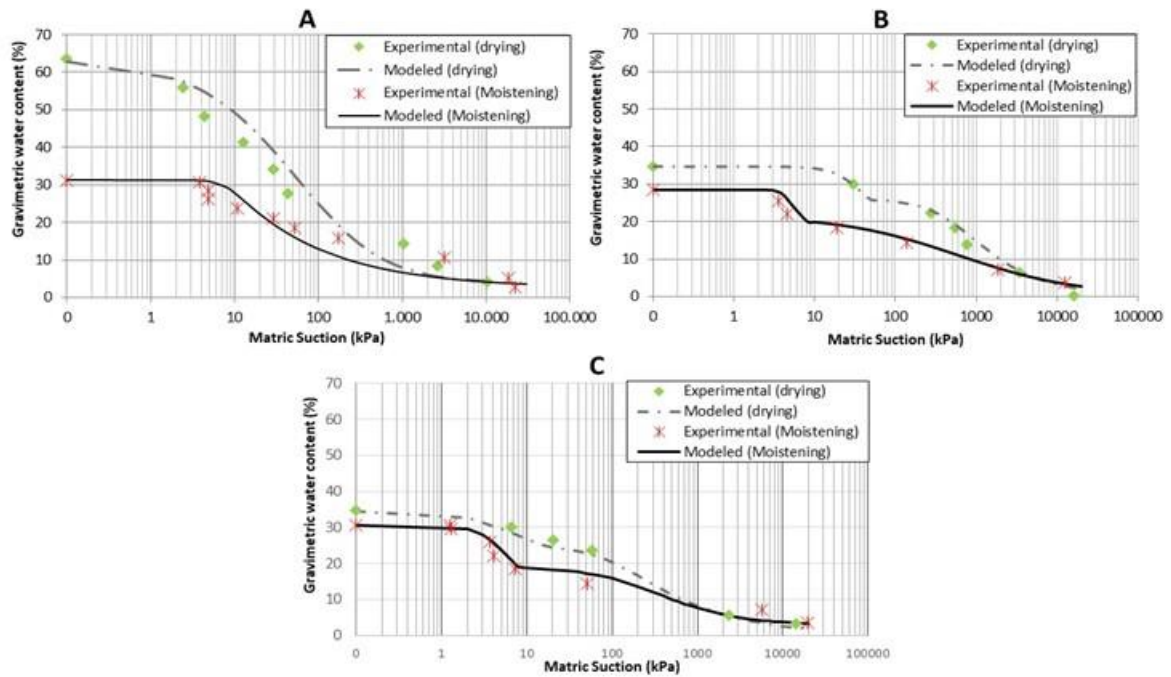 A
Gravimetric water content (%)
70
60
50
40
30
20
10
0
Experimental (drying)
Modeled (drying)
Experimental (Moistening)
Modeled (Moistening)
0 1 10 100 1.000 10.000 100.000
Matric Suction (kPa)
B
Gravimetric water content (%)
70
60
50
40
30
20
10
0
Experimental (drying)
Modeled (drying)
Experimental (Moistening)
Modeled (Moistening)
0 1 10 100 1000 10000 100000
Matric Suction (kPa)
C
Gravimetric water content (%)
70
60
50
40
30
20
10
0
Experimental (drying)
Modeled (drying)
Experimental (Moistening)
Modeled (Moistening)
0 1 10 100 1000 10000 100000
Matric Suction (kPa)